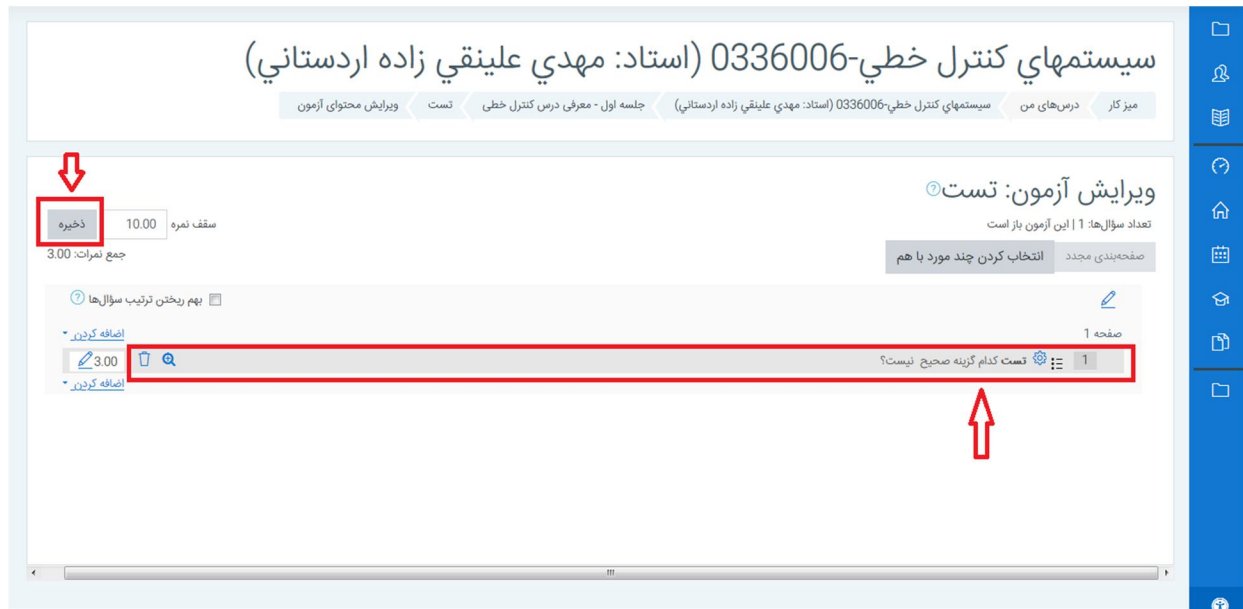 سيستمهاي كنترل خطي-0336006 (استاد: مهدي علينقي زاده اردستاني)
میز کار درس‌های من سيستمهاي كنترل خطي-0336006 (استاد: مهدي علينقي زاده اردستاني) جلسه اول - معرفی درس کنترل خطی تست ویرایش محتوای آزمون
ویرایش آزمون: تست
تعداد سؤال‌ها: 1 | این آزمون باز است
سقف نمره 10.00 ذخیره
صفحه‌بندی مجدد انتخاب کردن چند مورد با هم
جمع نمرات: 3.00
بهم ریختن ترتیب سؤال‌ها
صفحه 1
اضافه کردن
1 تست کدام گزینه صحیح نیست؟ 3.00
اضافه کردن